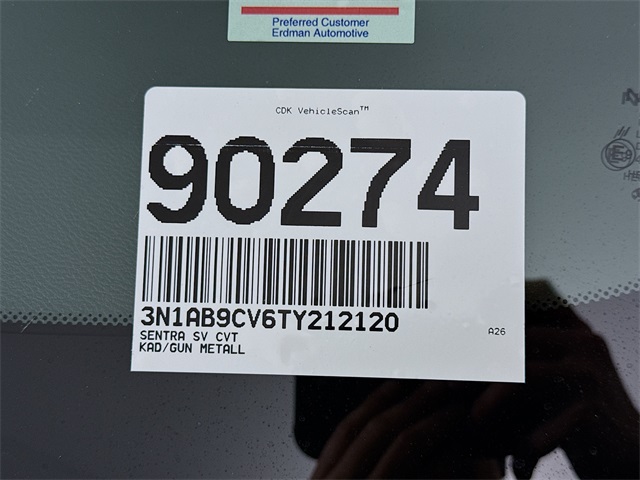 Preferred Customer
Erdman Automotive
CDK VehicleScan™
90274
3N1AB9CV6TY212120
SENTRA SV CVT
KAD/GUN METALL
A26